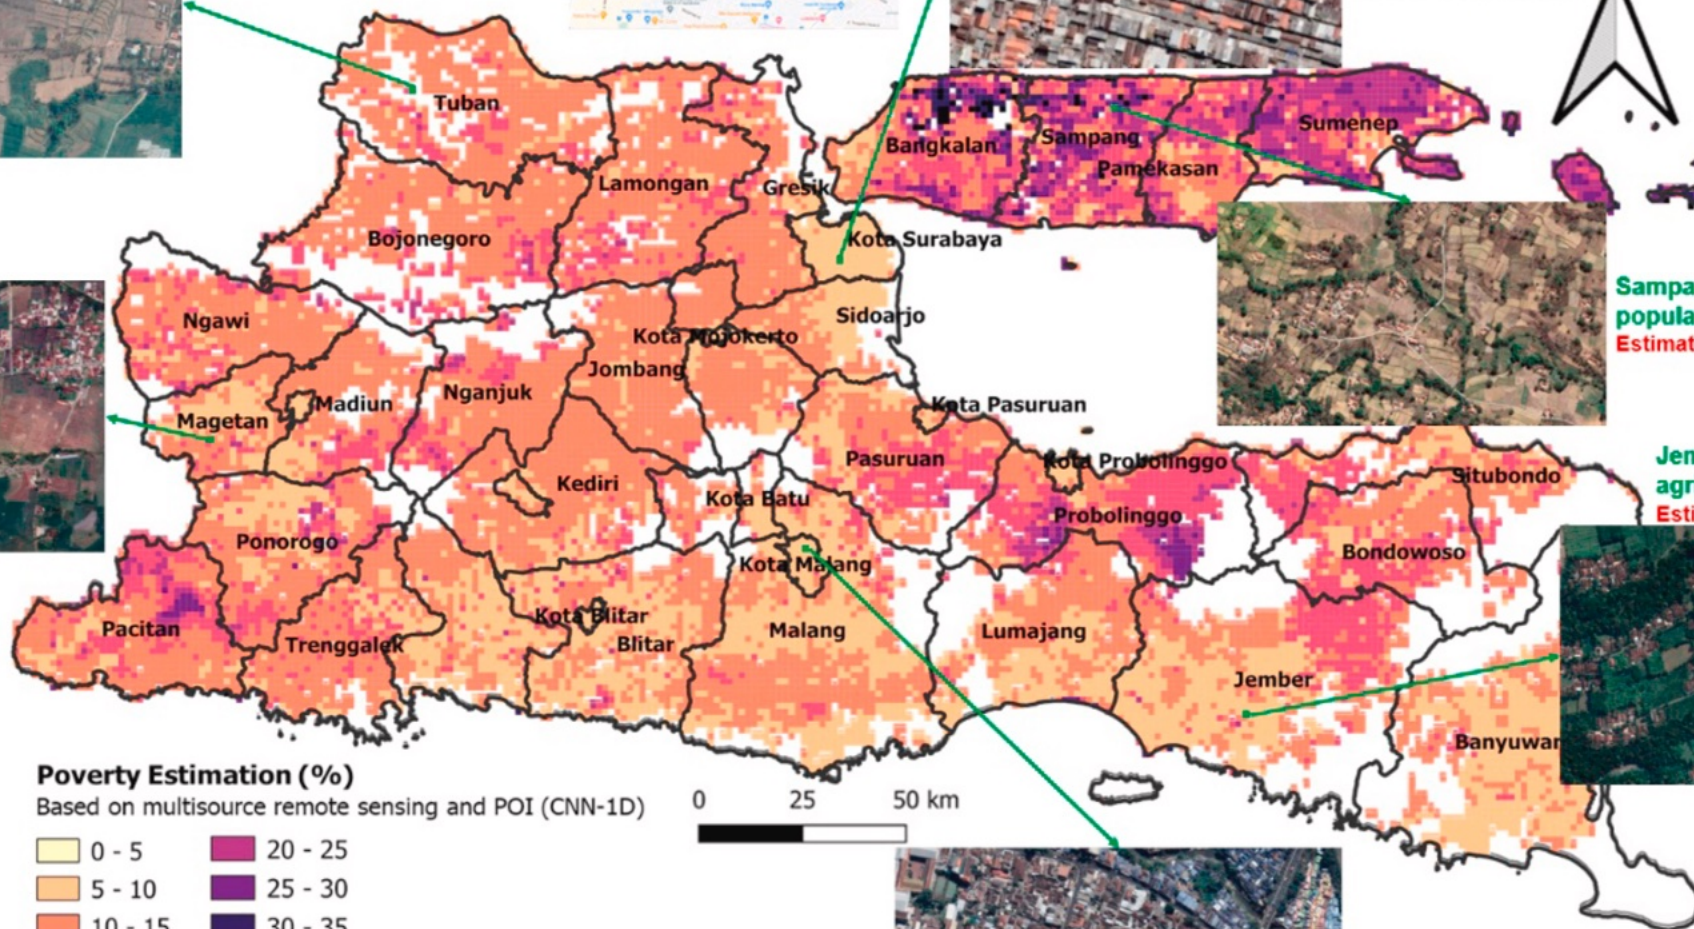 Tuban
Bangkalan
Sampang
Sumenep
Pamekasan
Lamongan
Gresik
Bojonegoro
Kota Surabaya
Sampa
popula
Estimat
Ngawi
Sidoarjo
Kota Mojokerto
Jombang
Nganjuk
Madiun
Magetan
Kota Pasuruan
Pasuruan
Kota Probolinggo
Situbondo
Jem
agr
Esti
Kediri
Kota Batu
Probolinggo
Ponorogo
Bondowoso
Kota Malang
Pacitan
Kota Blitar
Trenggalek
Blitar
Malang
Lumajang
Jember
Banyuwan
Poverty Estimation (%)
Based on multisource remote sensing and POI (CNN-1D)
0 25 50 km
0 - 5 20 - 25
5 - 10 25 - 30
10 - 15 30 - 35